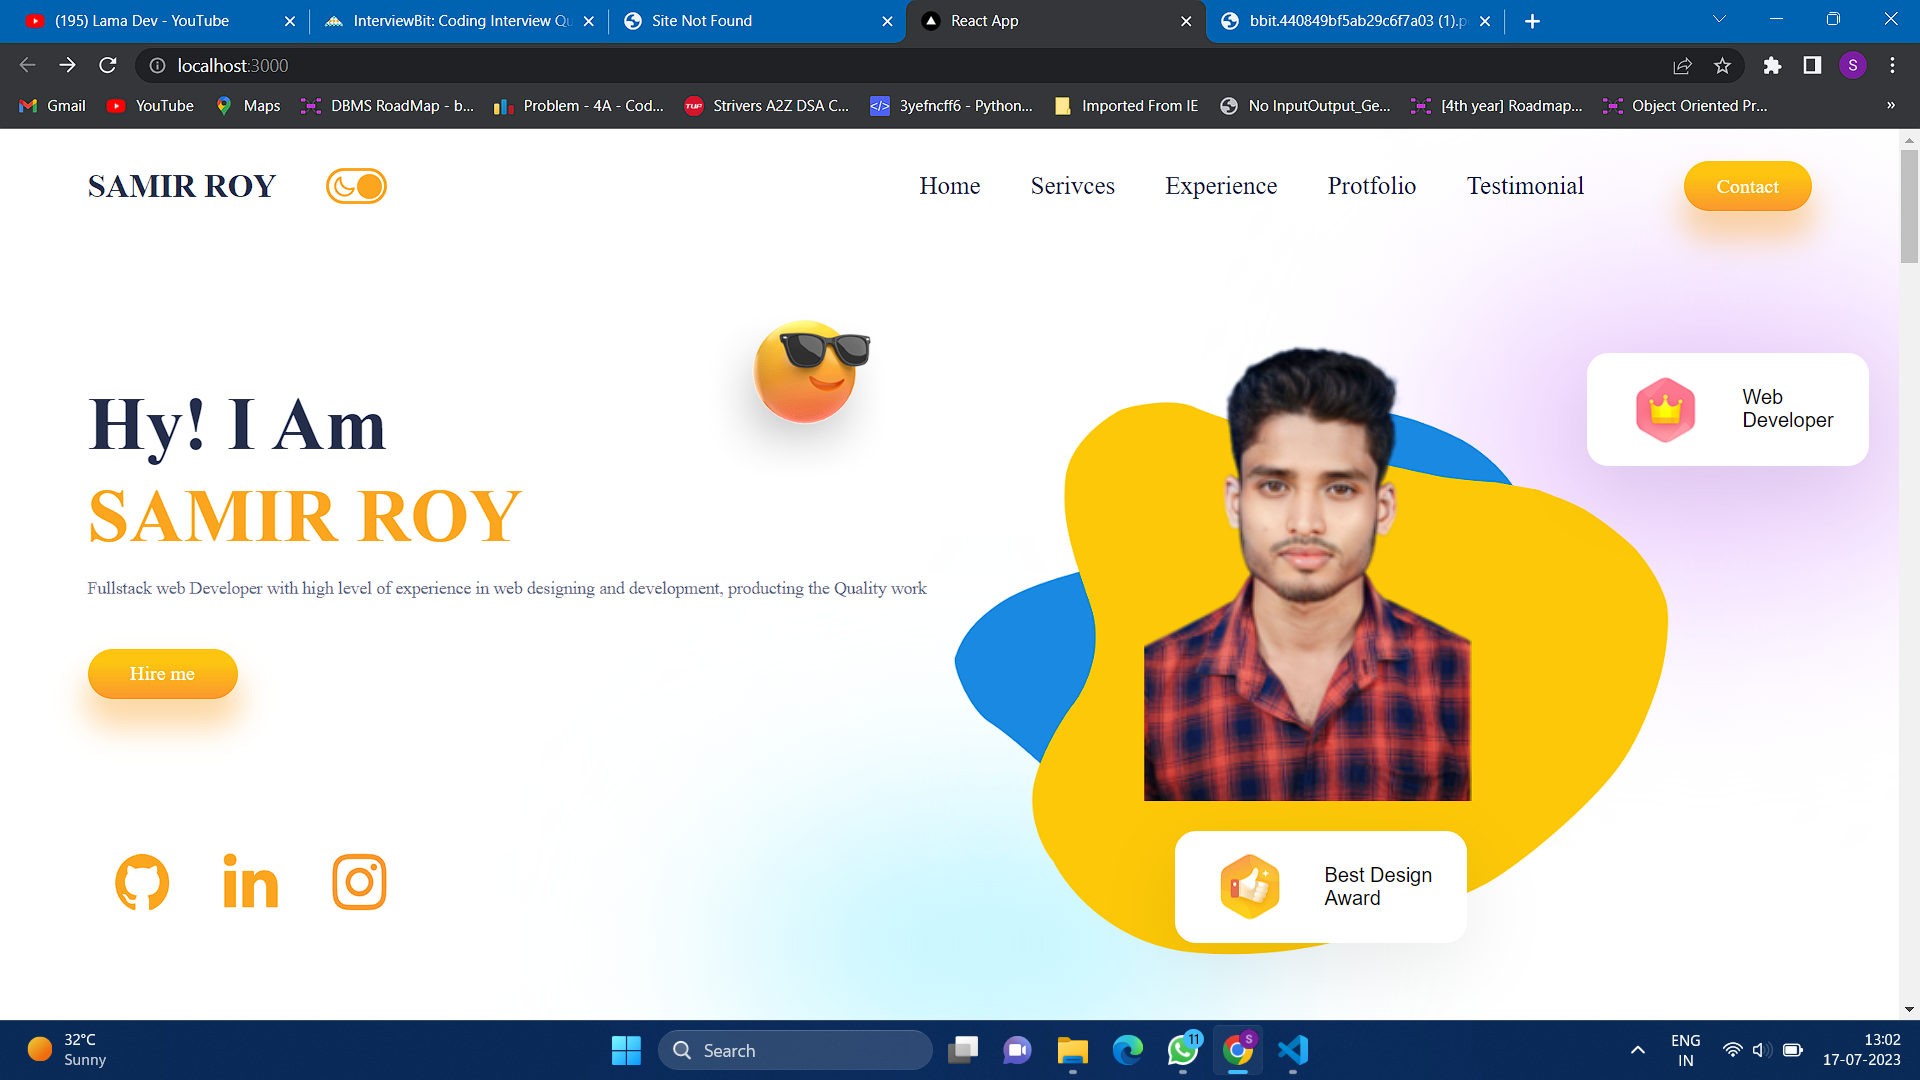 (195) Lama Dev - YouTube
InterviewBit: Coding Interview Qu
Site Not Found
React App
bbit.440849bf5ab29c6f7a03 (1).p
localhost:3000
S
Gmail
YouTube
Maps
DBMS RoadMap - b...
Problem - 4A - Cod...
TUF
Strivers A2Z DSA C...
</>
3yefncff6 - Python...
Imported From IE
No InputOutput_Ge...
[4th year] Roadmap...
Object Oriented Pr...
»
SAMIR ROY
Home
Serivces
Experience
Protfolio
Testimonial
Contact
Hy! I Am
SAMIR ROY
Fullstack web Developer with high level of experience in web designing and development, producting the Quality work
Hire me
Web
Developer
Best Design
Award
in
32°C
Sunny
Search
11
S
ENG
IN
13:02
17-07-2023